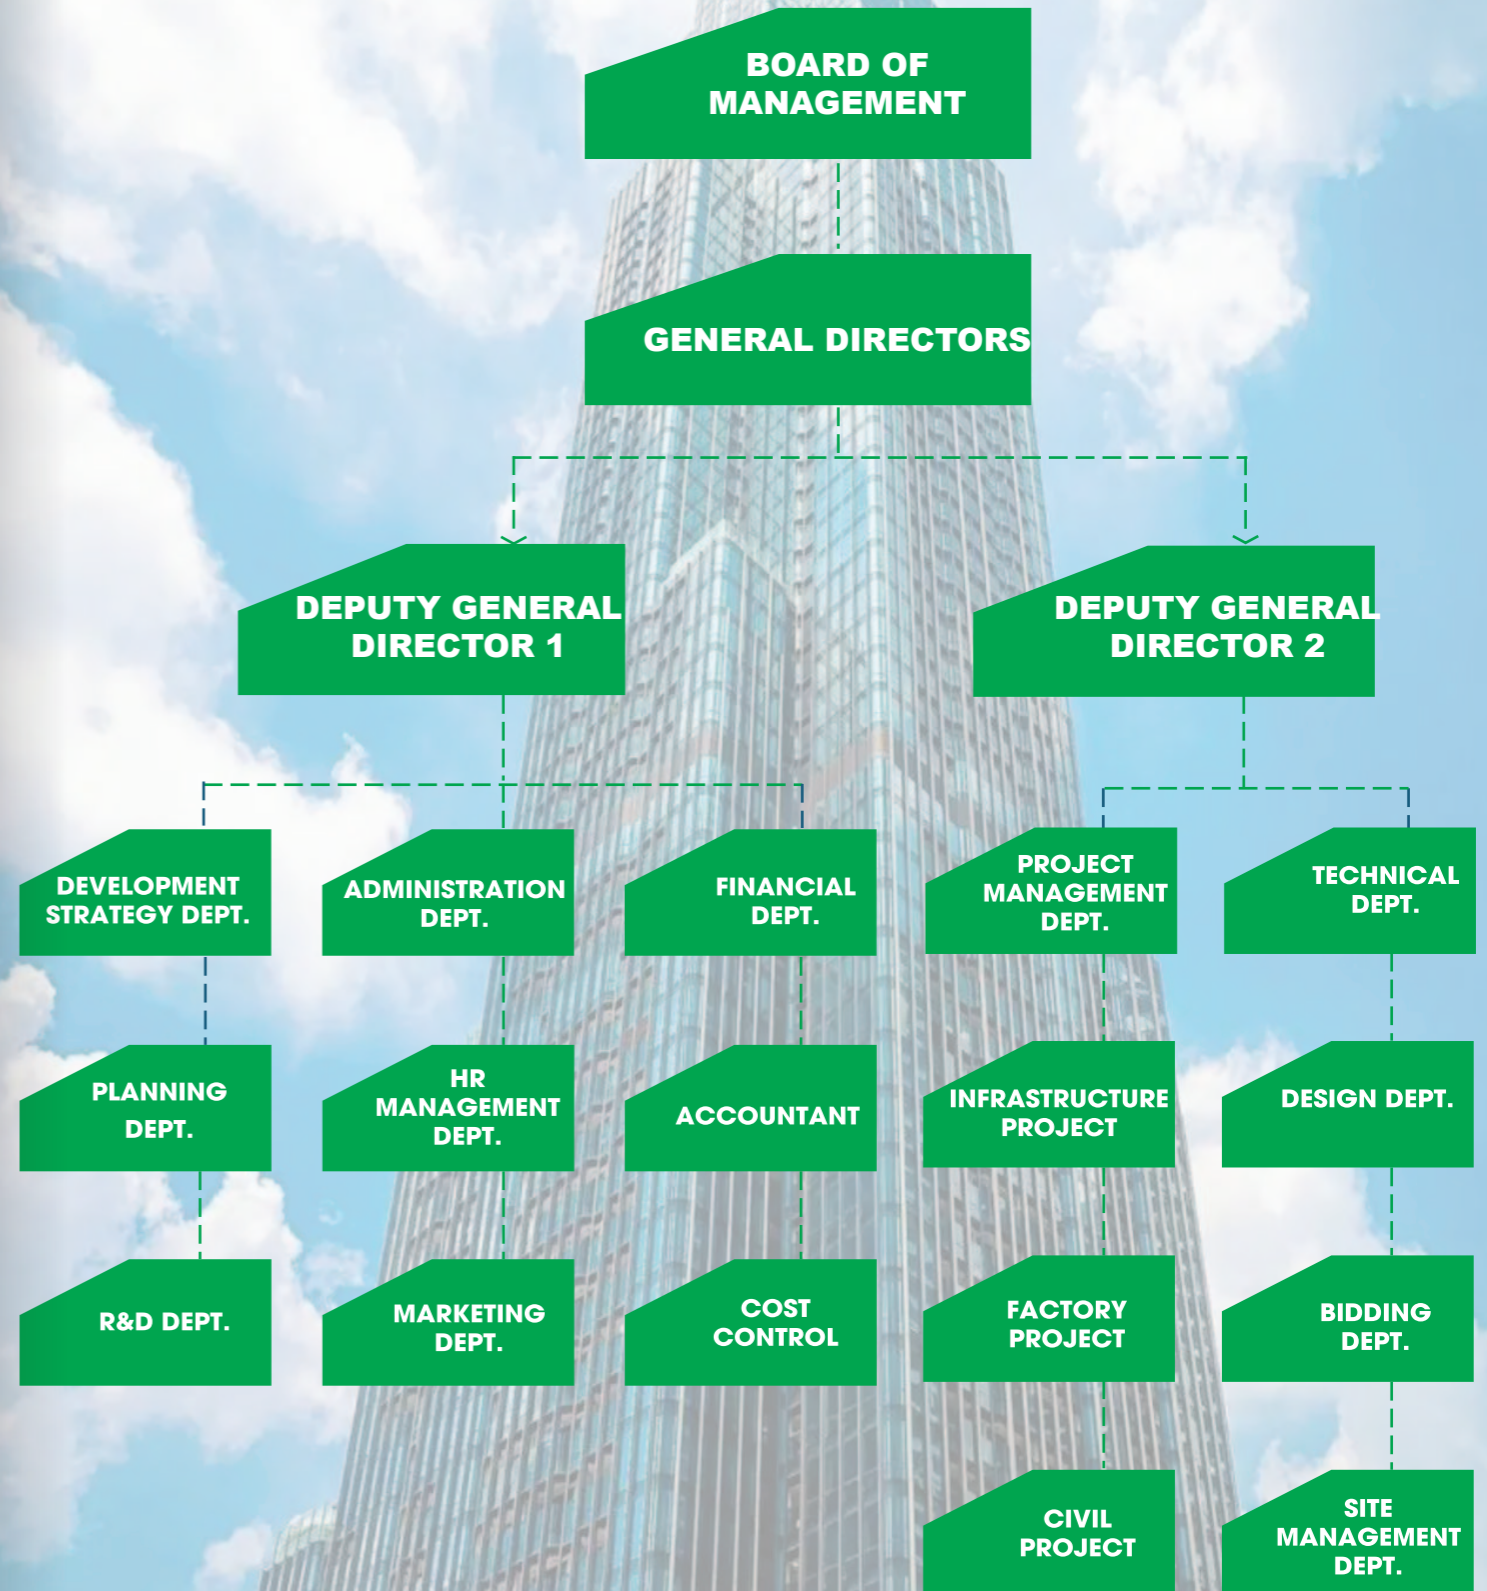 BOARD OF
MANAGEMENT
GENERAL DIRECTORS
DEPUTY GENERAL
DIRECTOR 1
DEPUTY GENERAL
DIRECTOR 2
DEVELOPMENT
STRATEGY DEPT.
ADMINISTRATION
DEPT.
FINANCIAL
DEPT.
PROJECT
MANAGEMENT
DEPT.
TECHNICAL
DEPT.
PLANNING
DEPT.
HR
MANAGEMENT
DEPT.
ACCOUNTANT
INFRASTRUCTURE
PROJECT
DESIGN DEPT.
R&D DEPT.
MARKETING
DEPT.
COST
CONTROL
FACTORY
PROJECT
BIDDING
DEPT.
CIVIL
PROJECT
SITE
MANAGEMENT
DEPT.